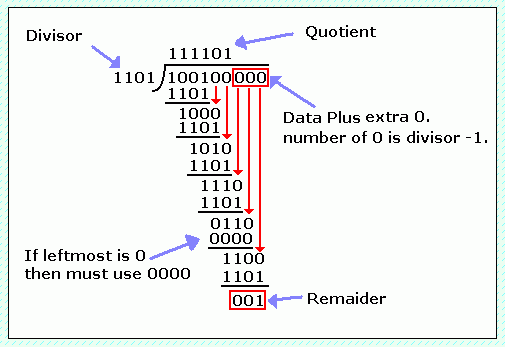 Divisor
Quotient
111101
1101 100100000
1101
1000
1101
1010
1101
1110
1101
0110
0000
1100
1101
001
Data Plus extra 0.
number of 0 is divisor -1.
If leftmost is 0
then must use 0000
Remaider